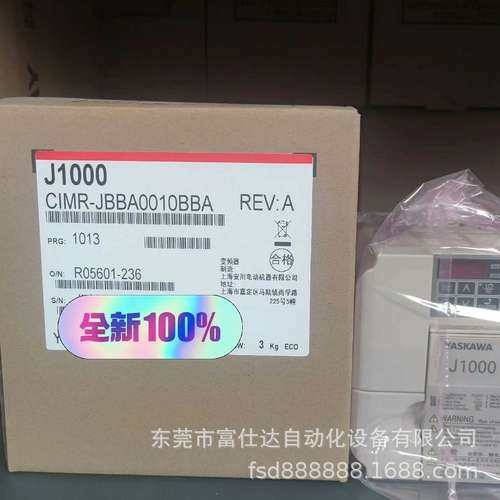 J1000
CIMR-JBBA0010BBA REV: A
PRG: 1013
O/N: R05601-236
变频器
制造:
上海安川电动机器有限公司
地址:
上海市嘉定区马陆镇尚学路
225号5幢
合格
S/N:
全新100%
3 Kg ECO
YASKAWA
J1000
WARNING
东莞市富仕达自动化设备有限公司
fsd888888.1688.com